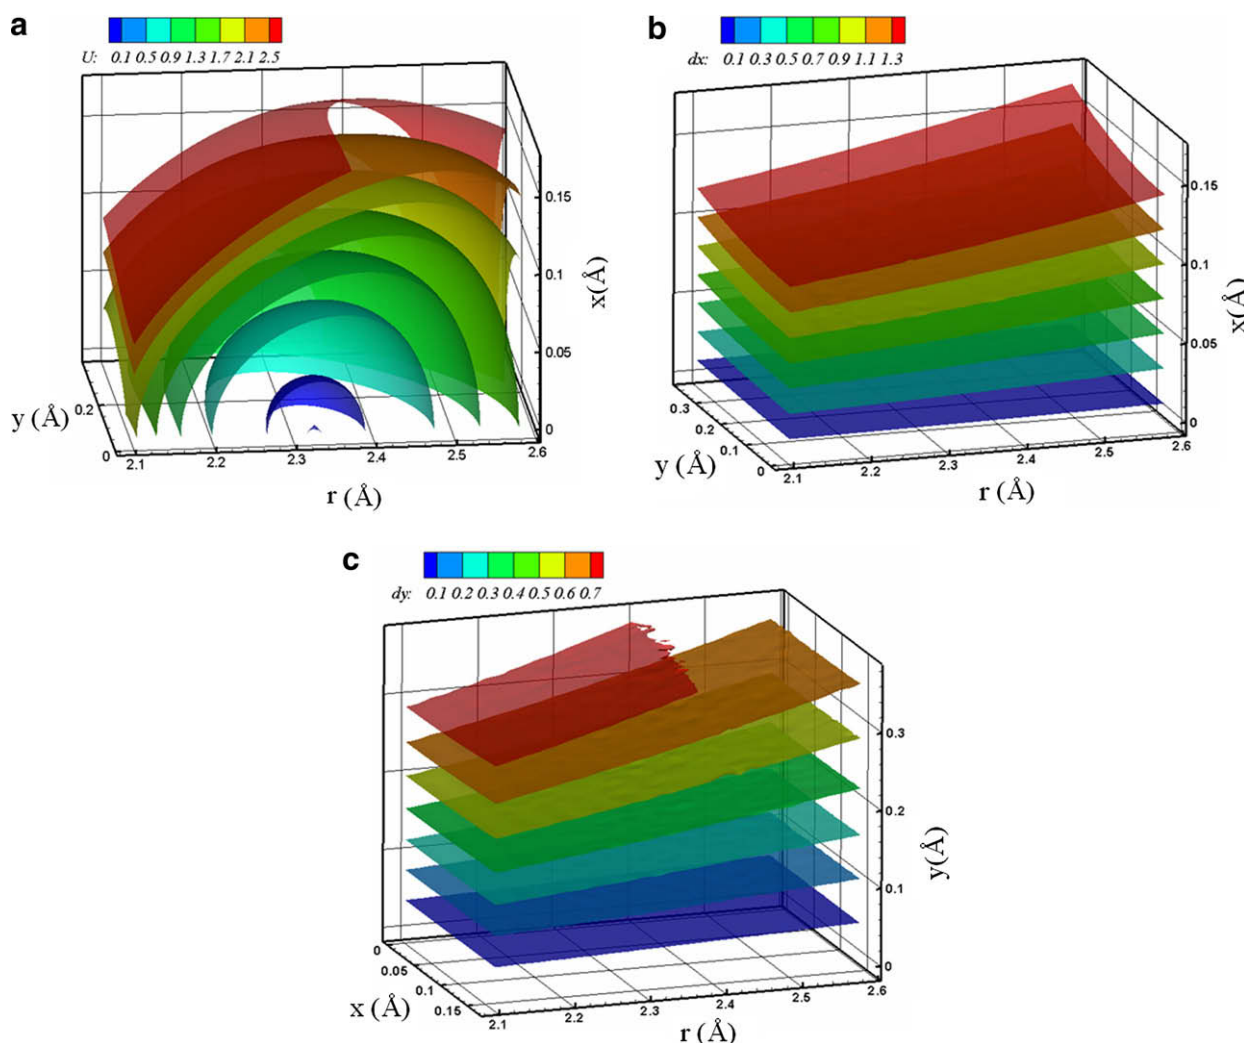 a
U: 0.1 0.5 0.9 1.3 1.7 2.1 2.5
0.15
0.1
0.05
0
x(Å)
y (Å)
0.2
0
2.1 2.2 2.3 2.4 2.5 2.6
r (Å)
b
dx: 0.1 0.3 0.5 0.7 0.9 1.1 1.3
0.15
0.1
0.05
0
x(Å)
0.3
0.2
0.1
0
y (Å)
2.1 2.2 2.3 2.4 2.5 2.6
r (Å)
c
dy: 0.1 0.2 0.3 0.4 0.5 0.6 0.7
0.3
0.2
0.1
0
y(Å)
0
0.05
0.1
0.15
x (Å)
2.1 2.2 2.3 2.4 2.5 2.6
r (Å)